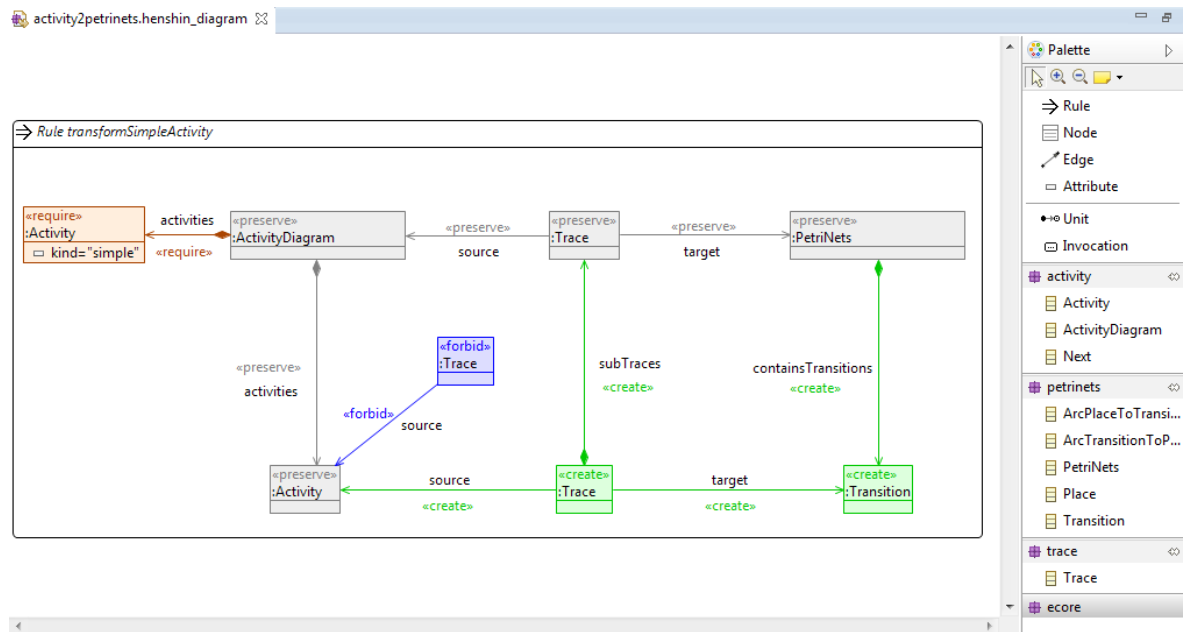 activity2petrinets.henshin_diagram
Rule transformSimpleActivity
«require»
:Activity
kind="simple"
activities
«require»
«preserve»
:ActivityDiagram
«preserve»
source
«preserve»
:Trace
«preserve»
target
«preserve»
:PetriNets
«preserve»
activities
«forbid»
:Trace
«forbid»
source
subTraces
«create»
containsTransitions
«create»
«preserve»
:Activity
source
«create»
«create»
:Trace
target
«create»
«create»
:Transition
Palette
Rule
Node
Edge
Attribute
Unit
Invocation
activity
Activity
ActivityDiagram
Next
petrinets
ArcPlaceToTransi...
ArcTransitionToP...
PetriNets
Place
Transition
trace
Trace
ecore